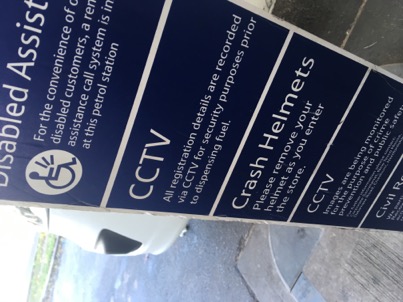 Disabled Assist
For the convenience of o
disabled customers, a rem
assistance call system is in
at this petrol station
CCTV
All registration details are recorded
via CCTV for security purposes prior
to dispensing fuel.
Crash Helmets
Please remove your
helmet as you enter
the store.
CCTV
Images are being monitored
for the purpose of crime
prevention and public safety
Civil Re